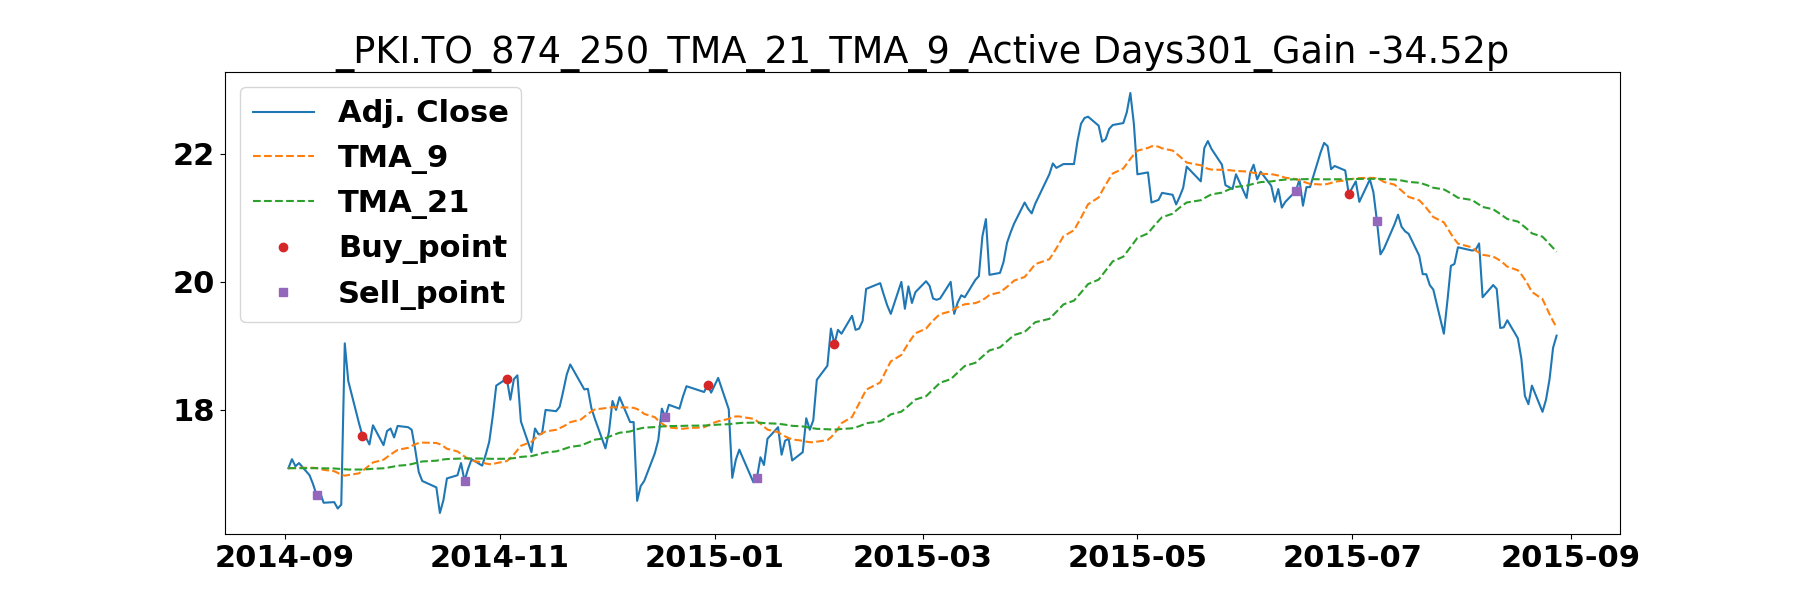 _PKI.TO_874_250_TMA_21_TMA_9_Active Days301_Gain -34.52p
Adj. Close
TMA_9
TMA_21
Buy_point
Sell_point
22
20
18
2014-09 2014-11 2015-01 2015-03 2015-05 2015-07 2015-09